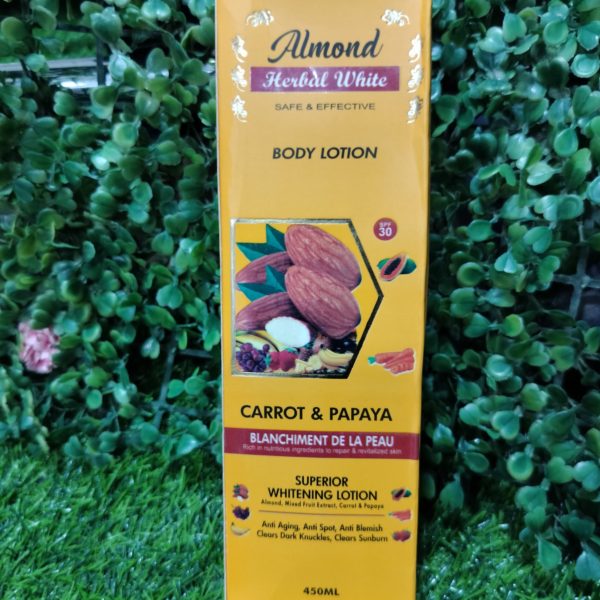 Almond
Herbal White
SAFE & EFFECTIVE
BODY LOTION
SPF
30
CARROT & PAPAYA
BLANCHIMENT DE LA PEAU
Rich in nutritious ingredients to repair & revitalized skin
SUPERIOR
WHITENING LOTION
Almond, Mixed Fruit Extract, Carrot & Papaya
Anti Aging, Anti Spot, Anti Blemish
Clears Dark Knuckles, Clears Sunburn
450ML